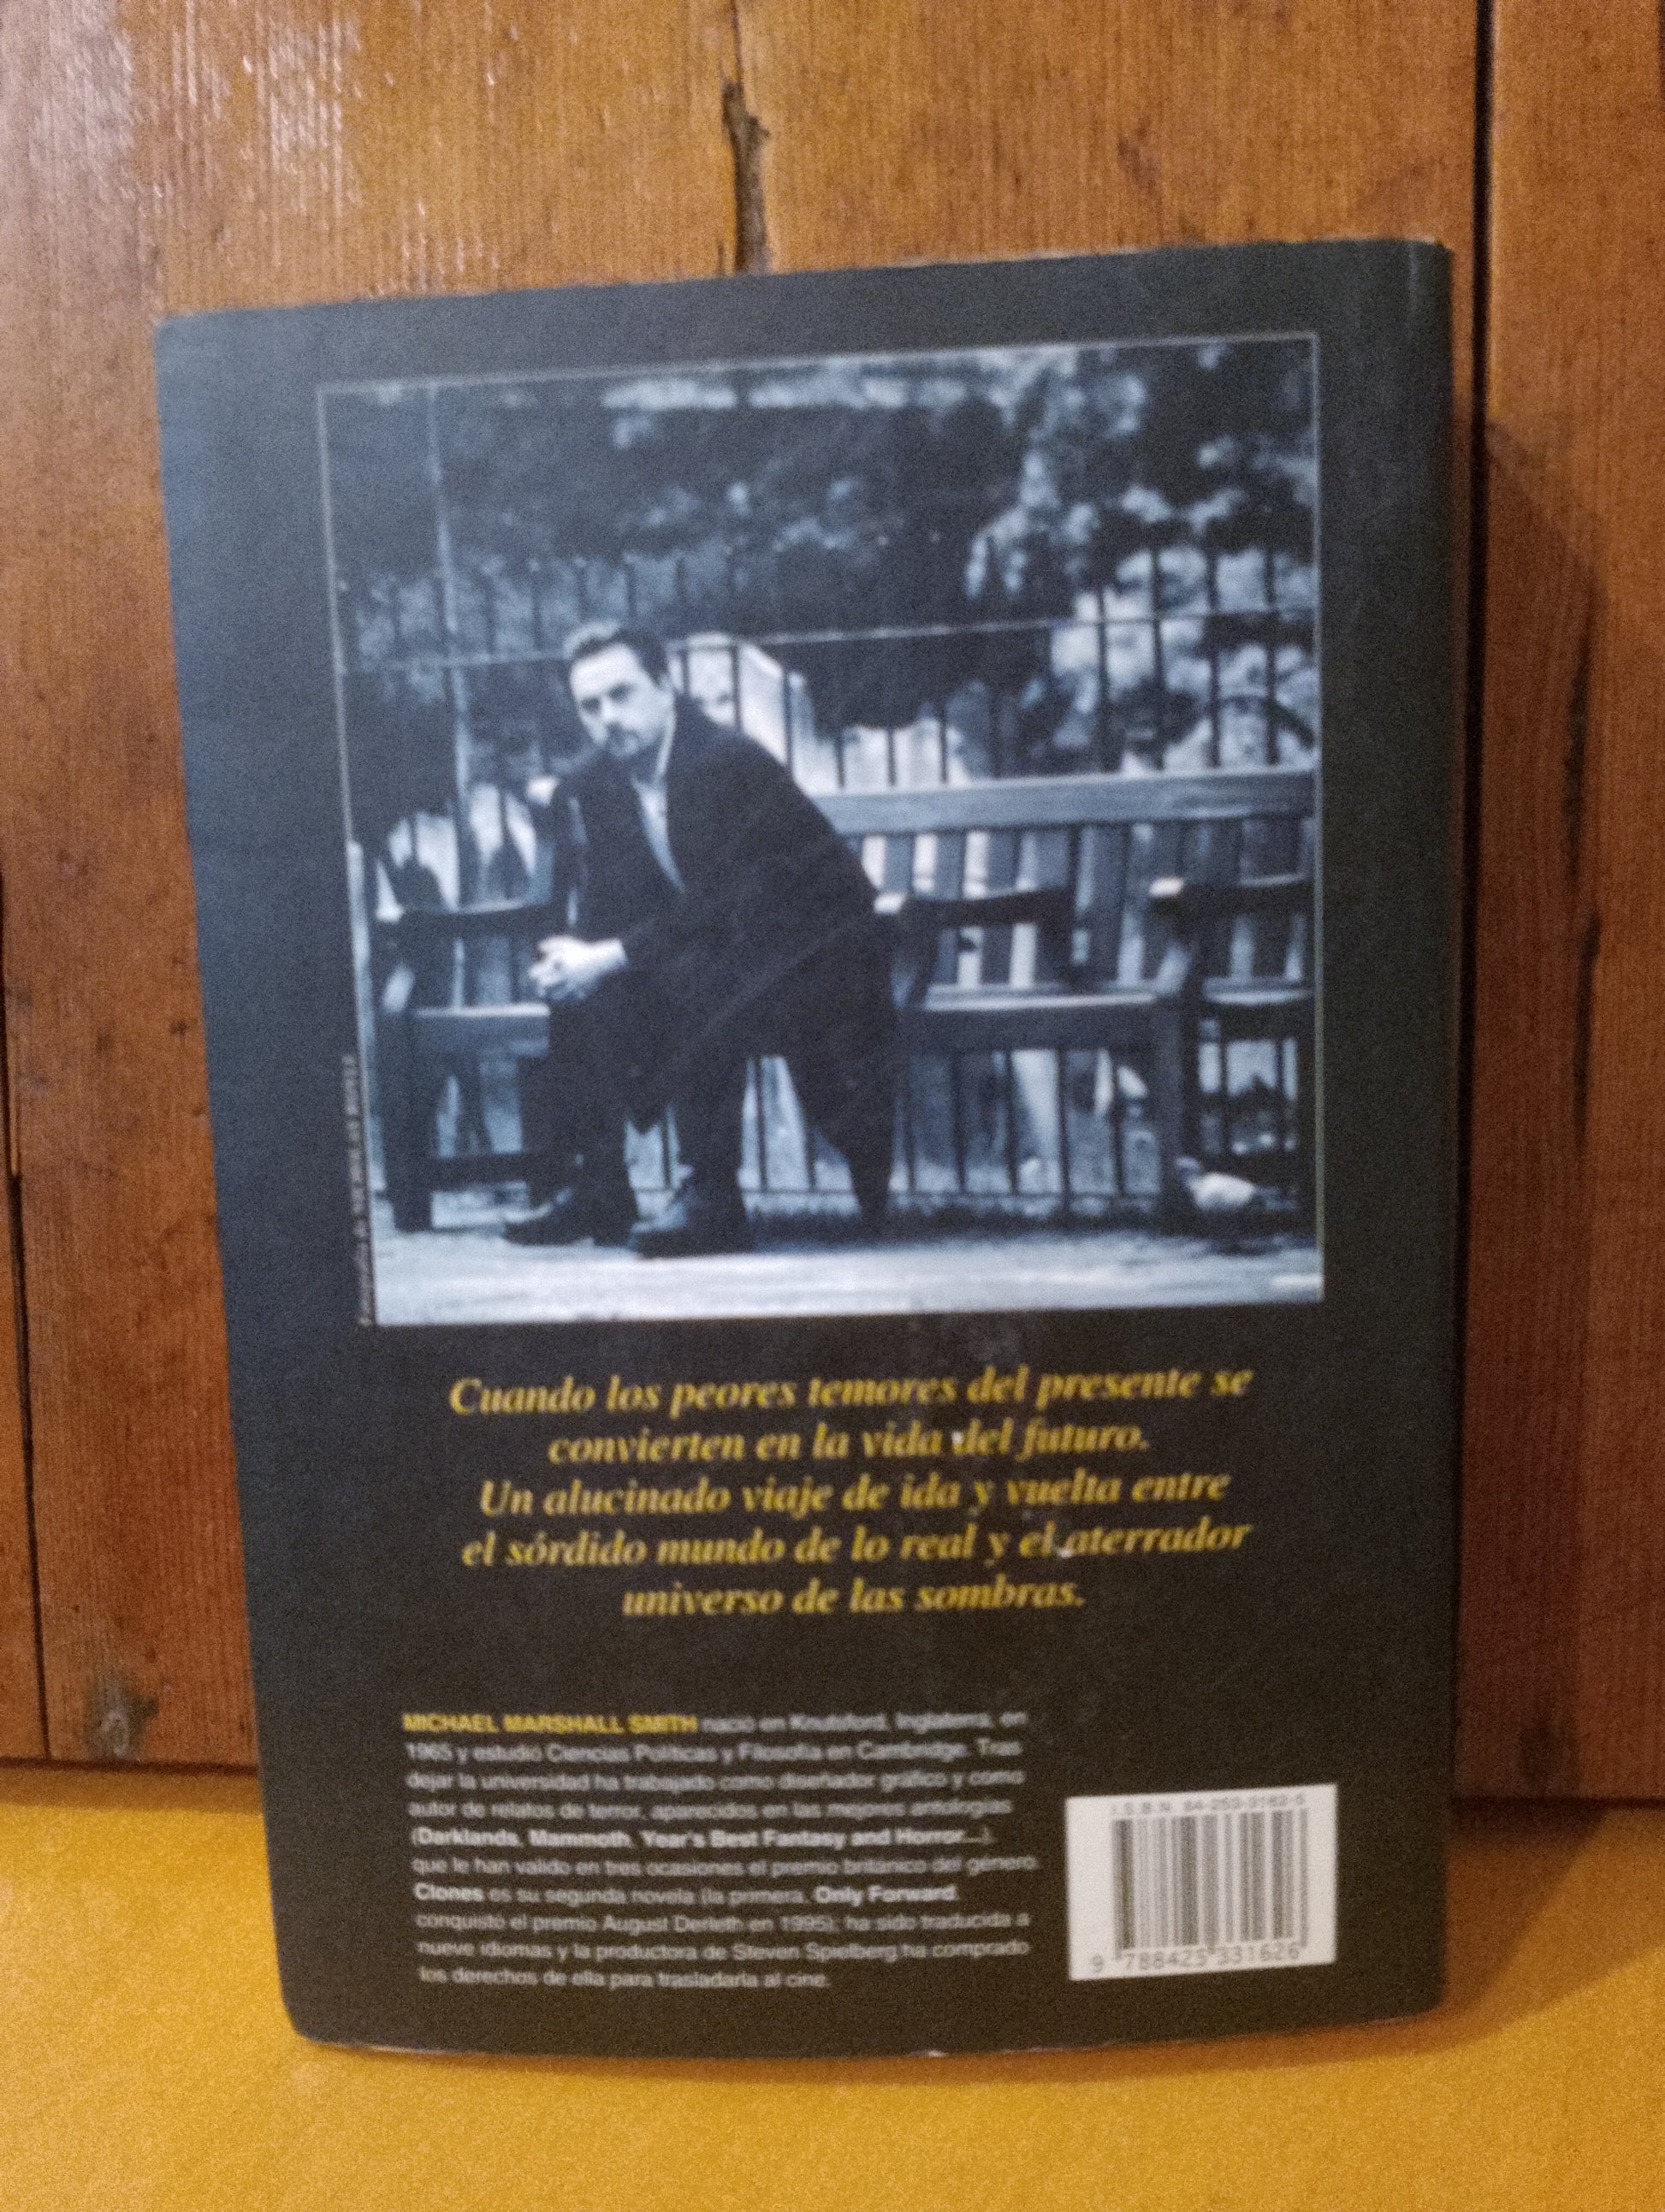 Cuando los peores temores del presente se
convierten en la vida del futuro.
Un alucinado viaje de ida y vuelta entre
el sórdido mundo de lo real y el aterrador
universo de las sombras.
MICHAEL MARSHALL SMITH nació en Knutsford, Inglaterra, en
1965 y estudió Ciencias Políticas y Filosofía en Cambridge. Tras
dejar la universidad ha trabajado como diseñador gráfico y como
autor de relatos de terror, aparecidos en las mejores antologías
(Darklands, Mammoth, Year's Best Fantasy and Horror...),
que le han valido en tres ocasiones el premio británico del género.
Clones es su segunda novela (la primera, Only Forward,
conquistó el premio August Derleth en 1995); ha sido traducida a
nueve idiomas y la productora de Steven Spielberg ha comprado
los derechos de ella para trasladarla al cine.
I.S.B.N. 84-253-3162-5
9 788425 331626